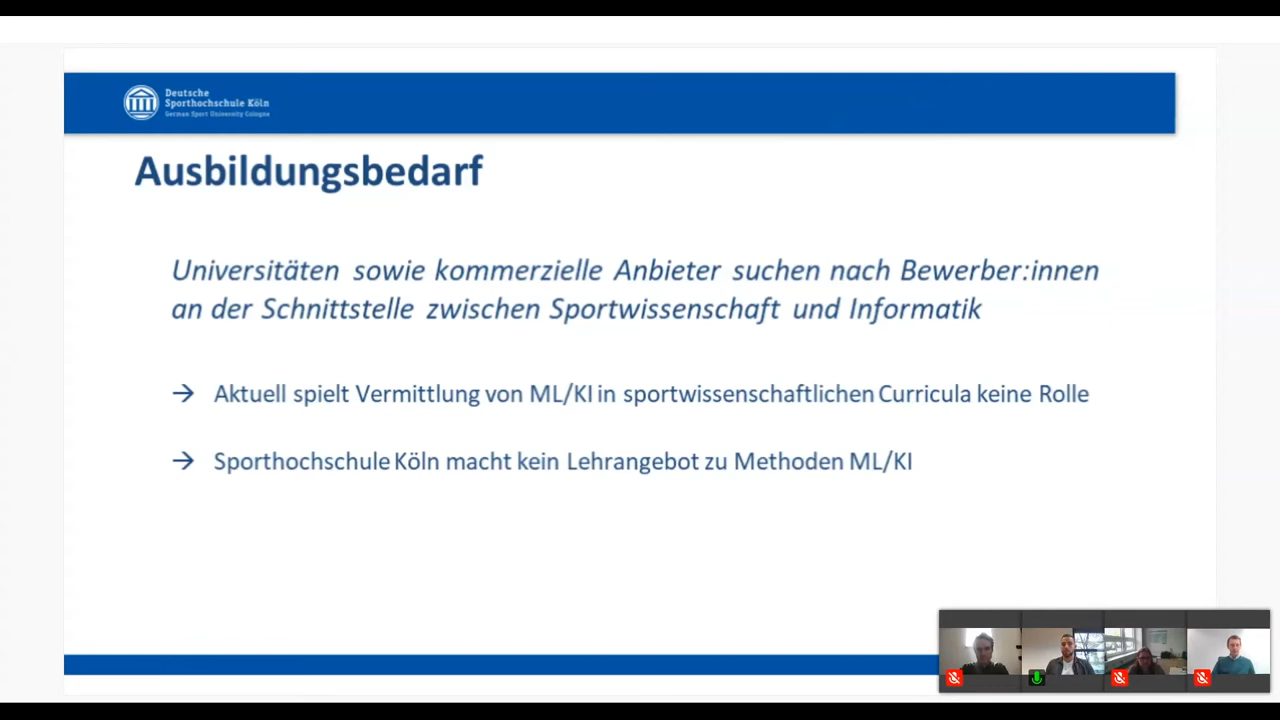 Deutsche
Sporthochschule Köln
German Sport University Cologne
Ausbildungsbedarf
Universitäten sowie kommerzielle Anbieter suchen nach Bewerber:innen
an der Schnittstelle zwischen Sportwissenschaft und Informatik
→ Aktuell spielt Vermittlung von ML/KI in sportwissenschaftlichen Curricula keine Rolle
→ Sporthochschule Köln macht kein Lehrangebot zu Methoden ML/KI